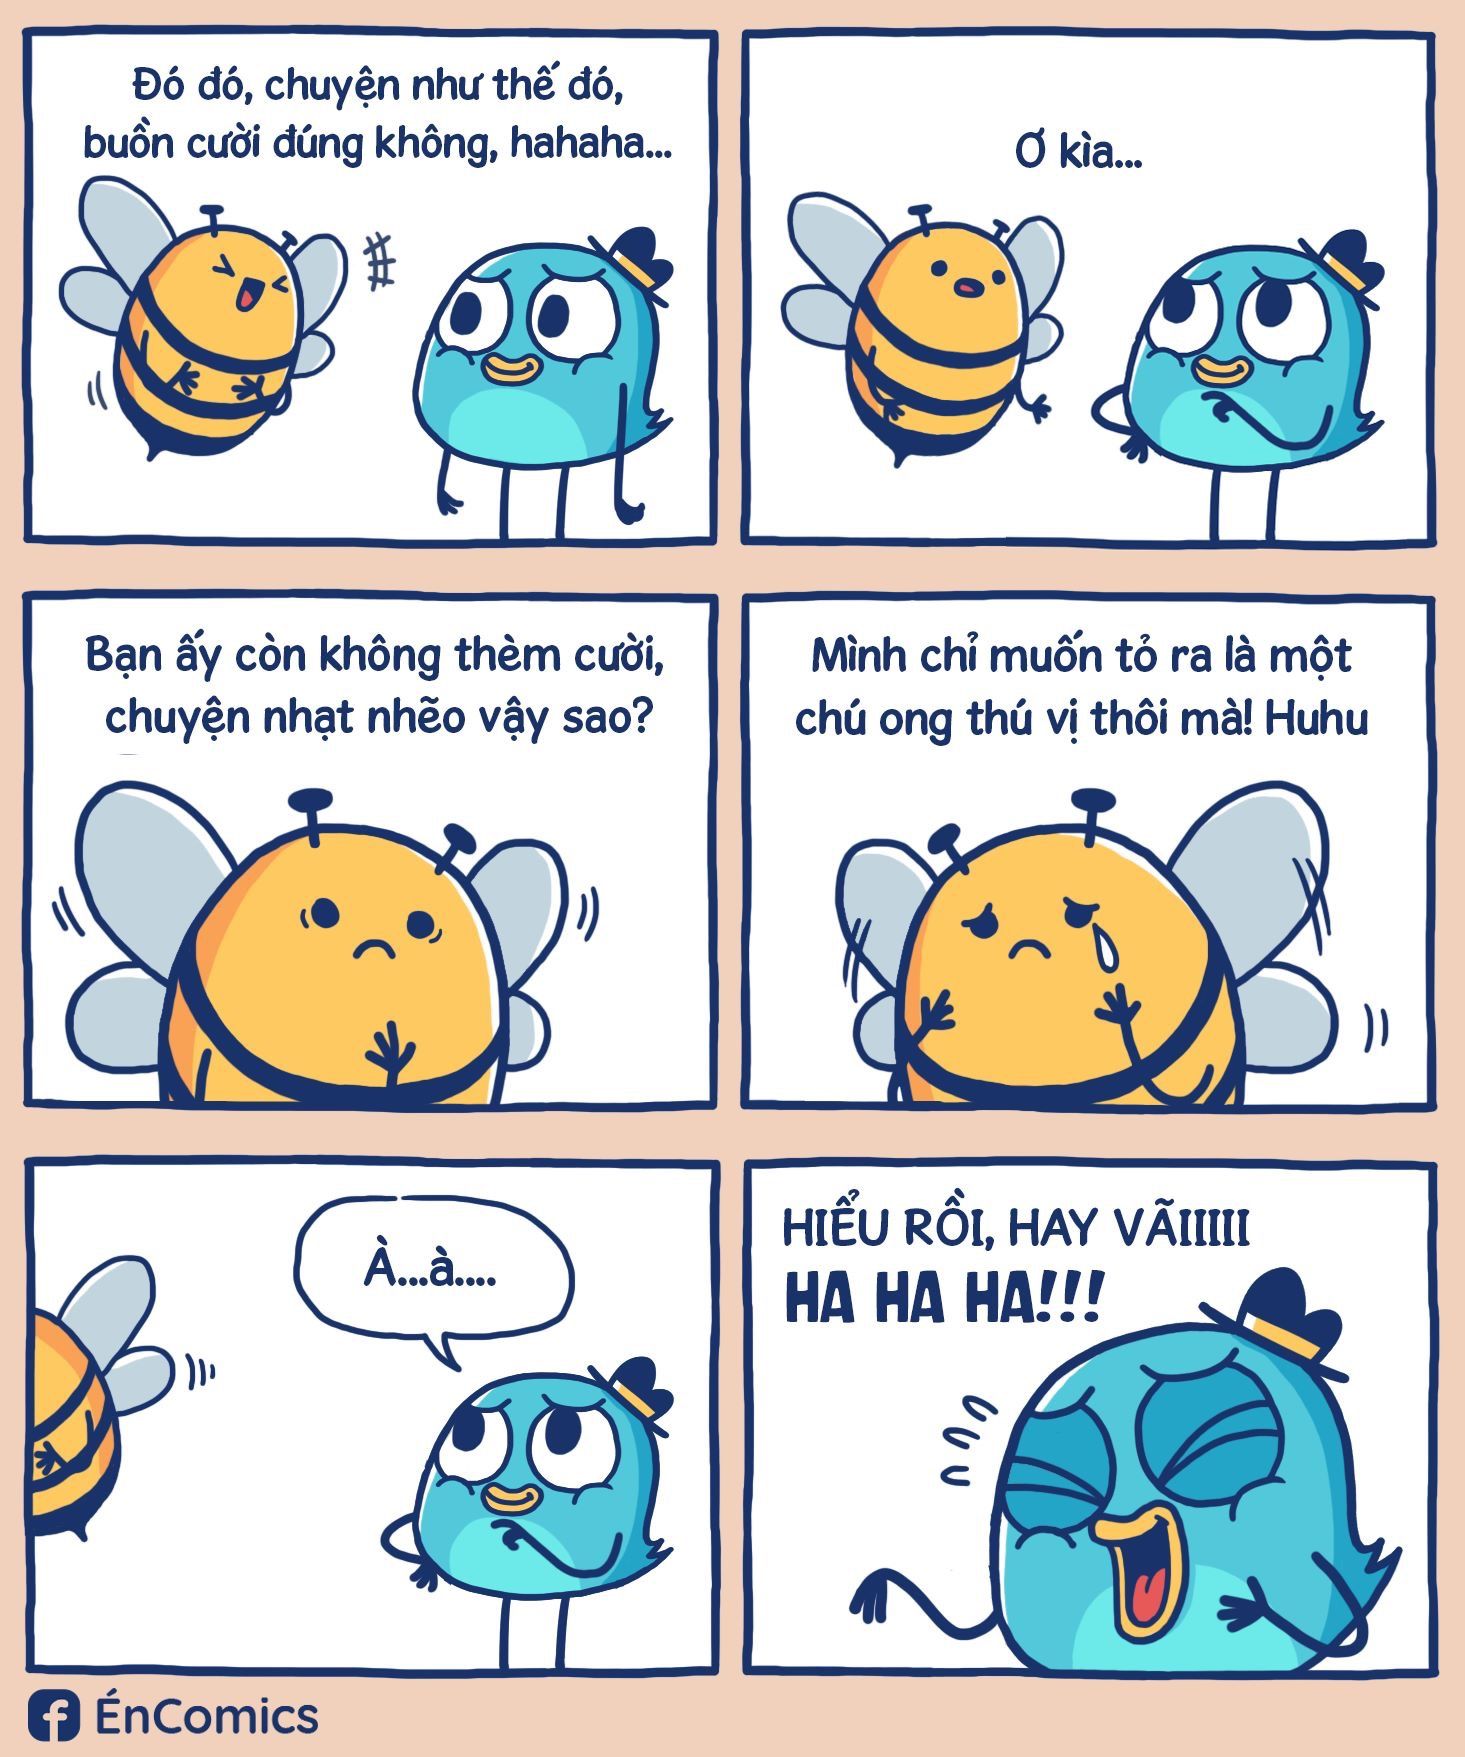 Đó đó, chuyện như thế đó,
buồn cười đúng không, hahaha...
Ơ kìa...
Bạn ấy còn không thèm cười,
chuyện nhạt nhẽo vậy sao?
Mình chỉ muốn tỏ ra là một
chú ong thú vị thôi mà! Huhu
À...à....
HIỂU RỒI, HAY VÃIIIII
HA HA HA!!!
ÉnComics